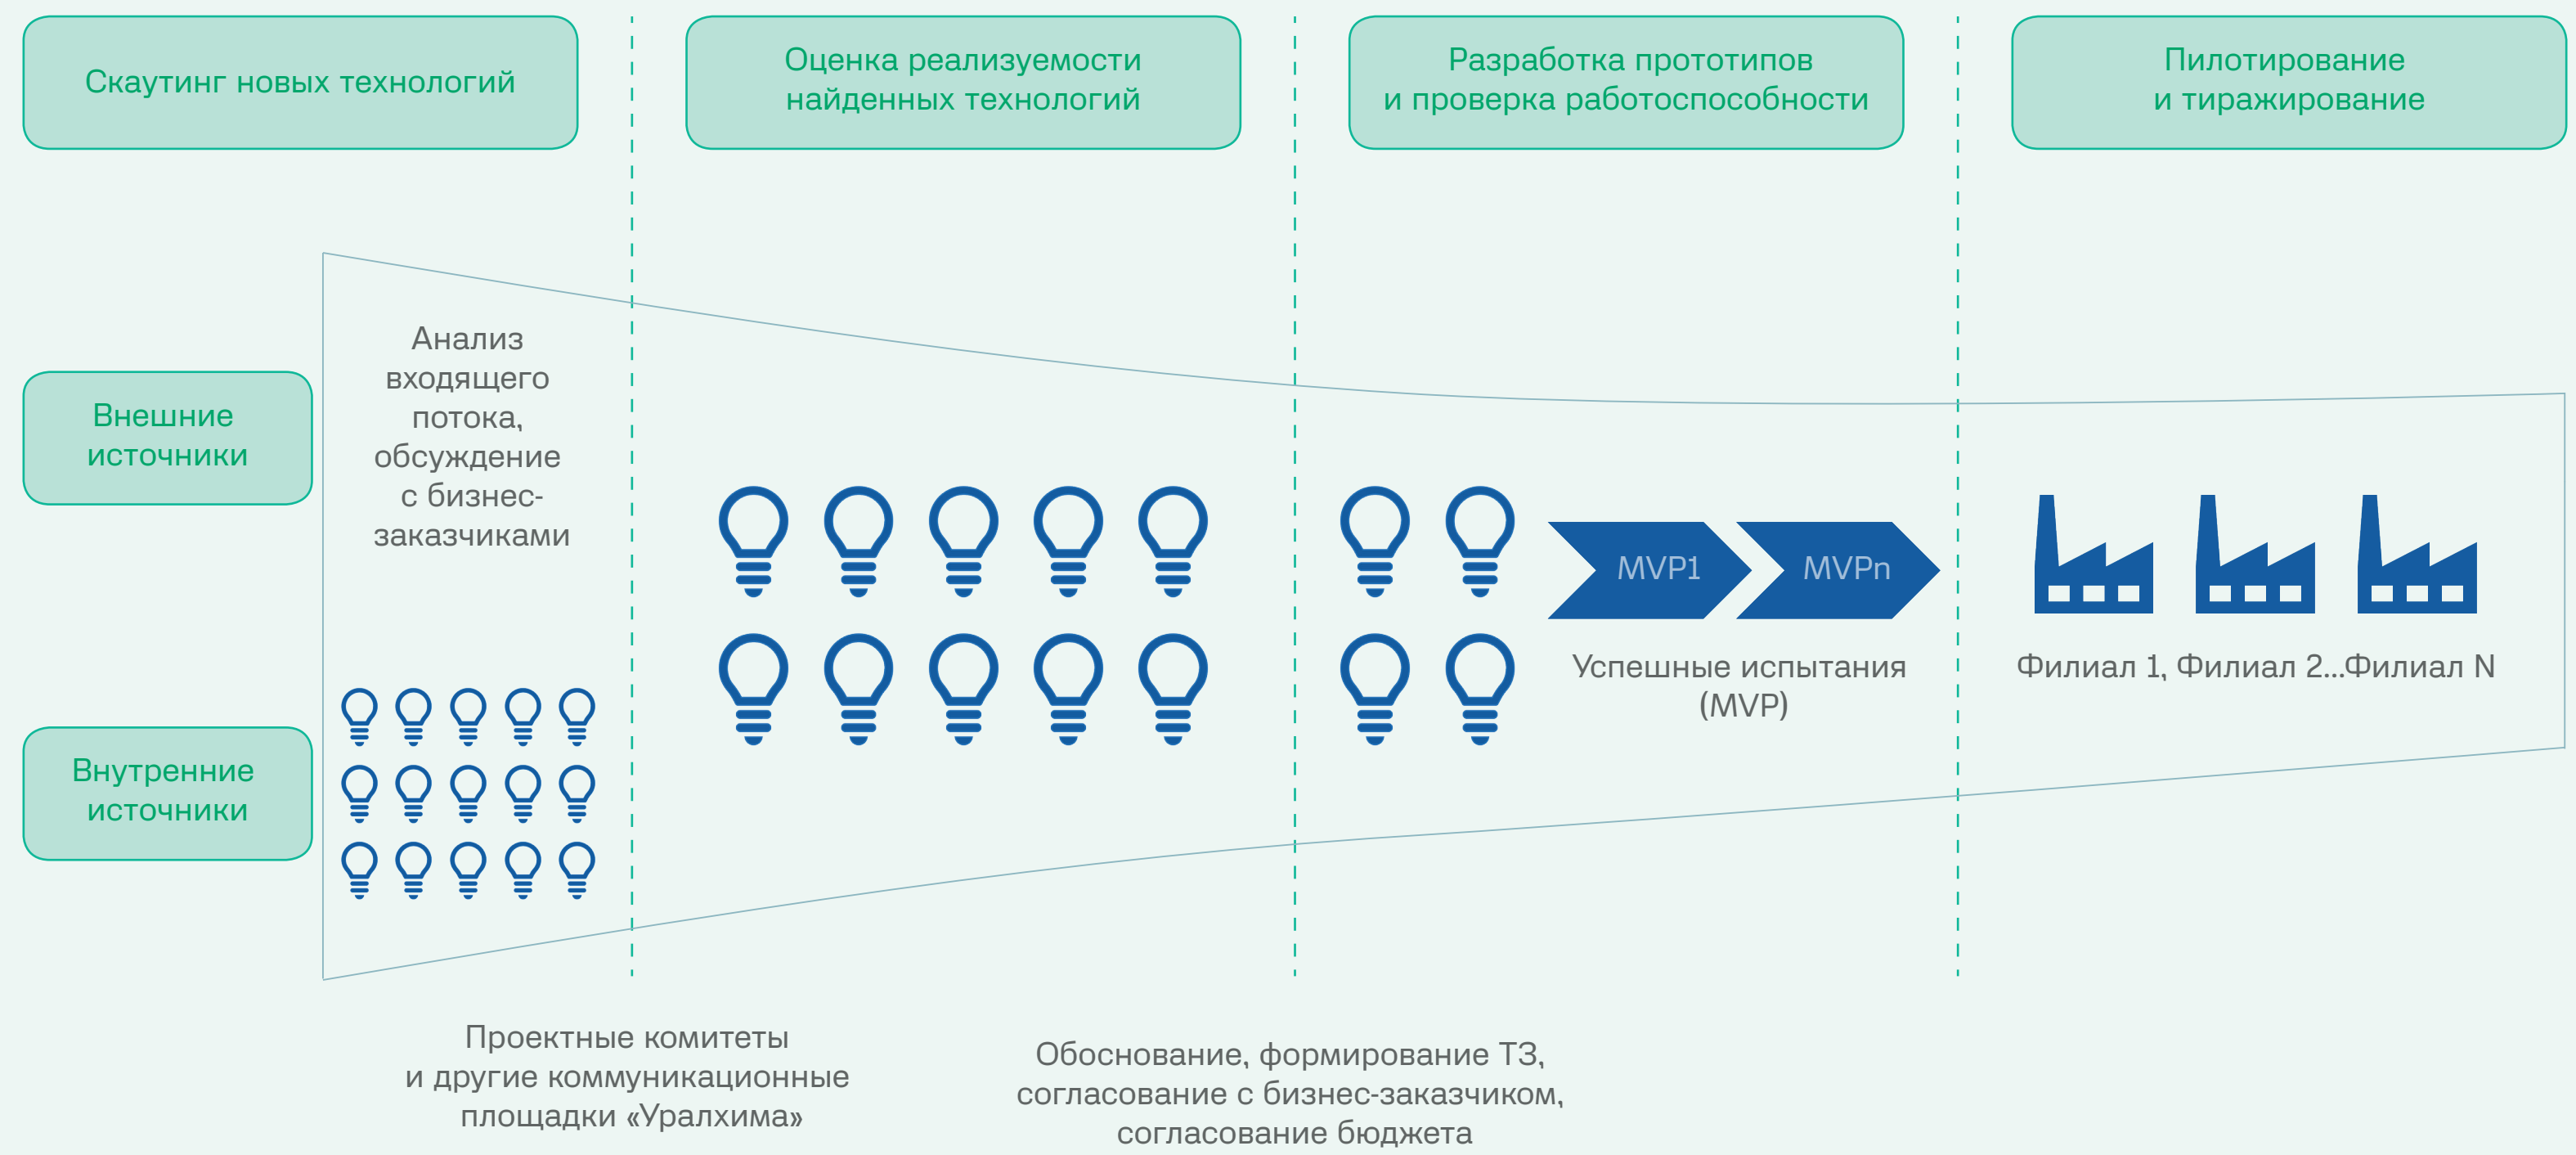 Скаутинг новых технологий
Оценка реализуемости
найденных технологий
Разработка прототипов
и проверка работоспособности
Пилотирование
и тиражирование
Внешние
источники
Внутренние
источники
Анализ
входящего
потока,
обсуждение
с бизнес-
заказчиками
MVP1
MVPn
Успешные испытания
(MVP)
Филиал 1, Филиал 2...Филиал N
Проектные комитеты
и другие коммуникационные
площадки «Уралхима»
Обоснование, формирование ТЗ,
согласование с бизнес-заказчиком,
согласование бюджета